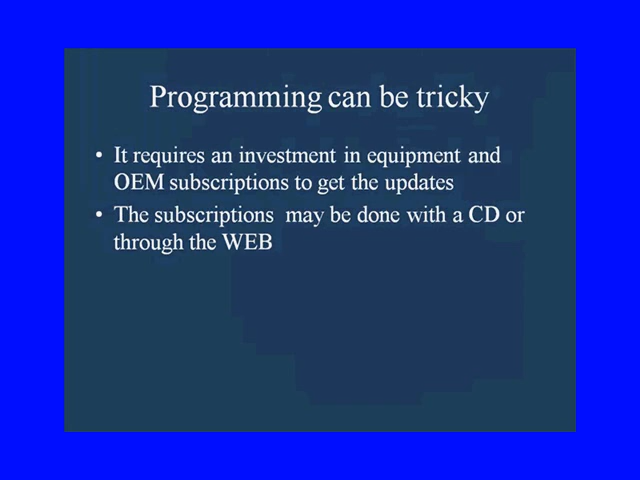 Programming can be tricky
• It requires an investment in equipment and
OEM subscriptions to get the updates
• The subscriptions  may be done with a CD or
through the WEB